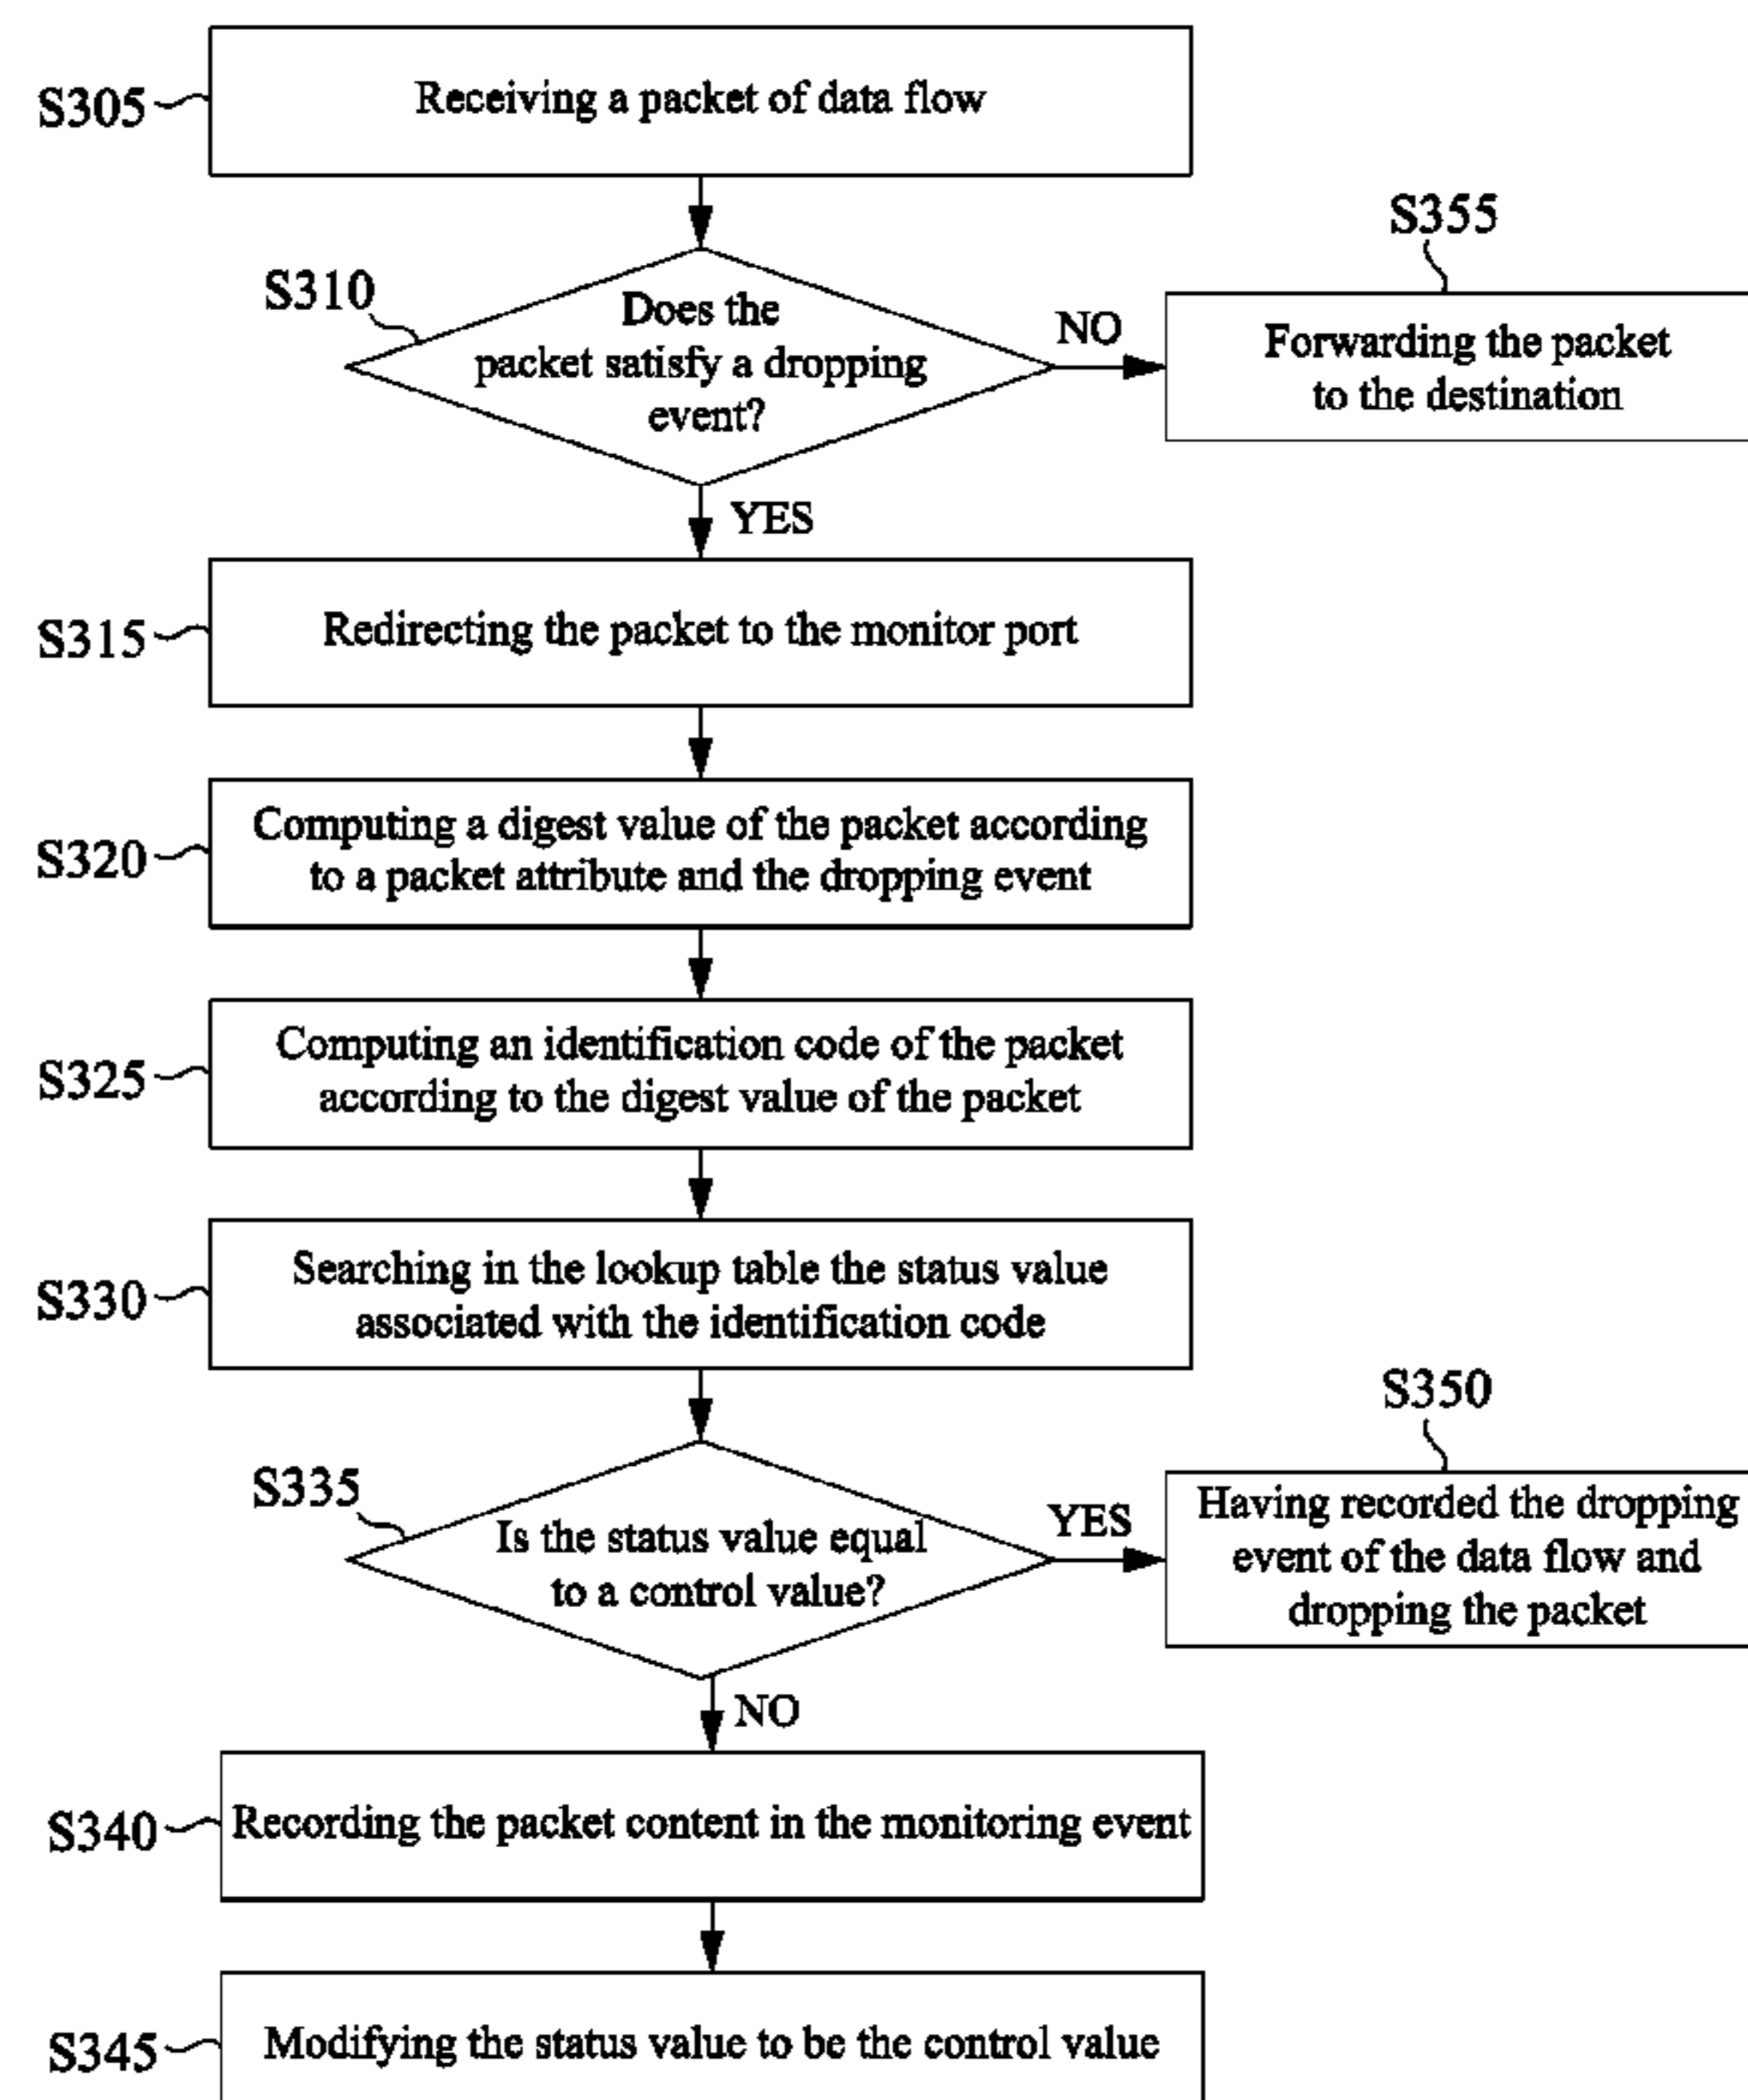 S305
Receiving a packet of data flow
S310
Does the
packet satisfy a dropping
event?
NO
S355
Forwarding the packet
to the destination
YES
S315
Redirecting the packet to the monitor port
S320
Computing a digest value of the packet according
to a packet attribute and the dropping event
S325
Computing an identification code of the packet
according to the digest value of the packet
S330
Searching in the lookup table the status value
associated with the identification code
S335
Is the status value equal
to a control value?
YES
S350
Having recorded the dropping
event of the data flow and
dropping the packet
NO
S340
Recording the packet content in the monitoring event
S345
Modifying the status value to be the control value